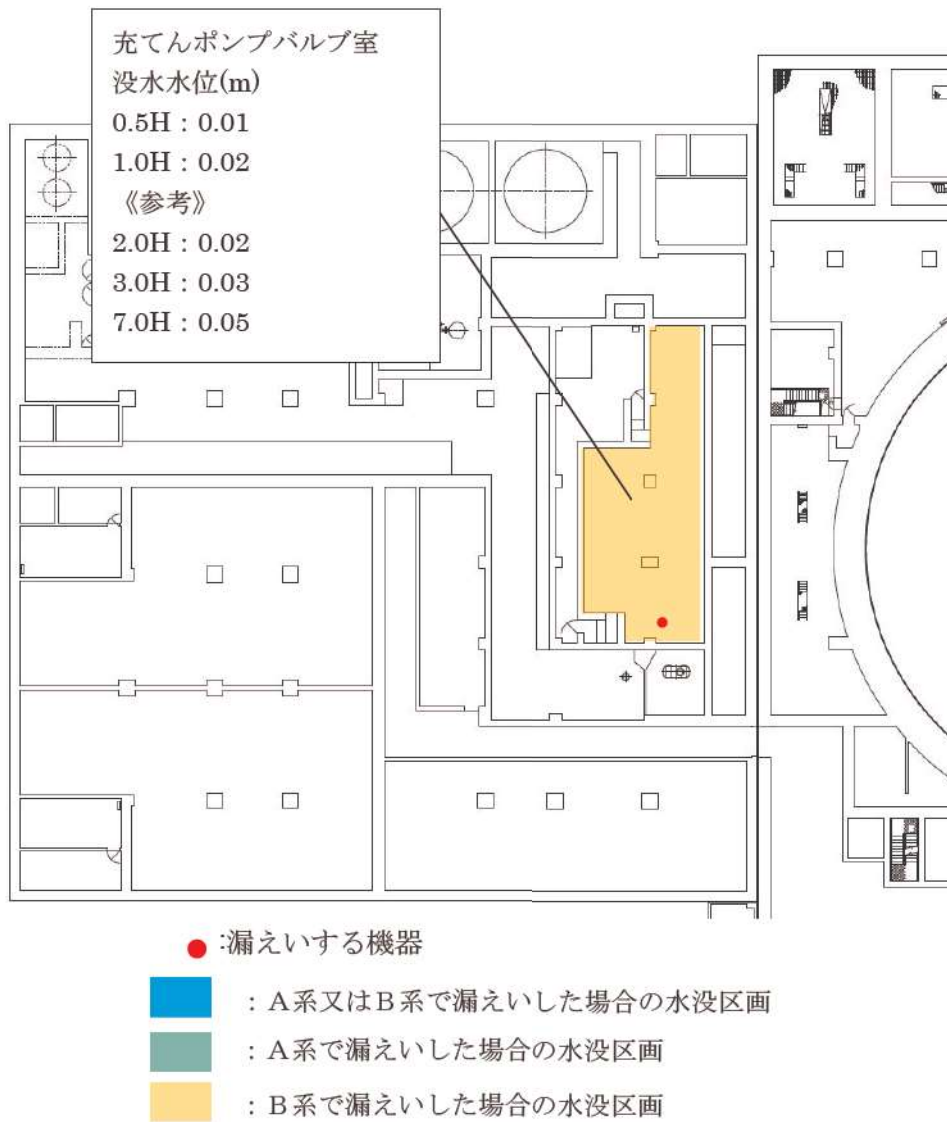 充てんポンプバルブ室
没水水位(m)
0.5H：0.01
1.0H：0.02
《参考》
2.0H：0.02
3.0H：0.03
7.0H：0.05
:漏えいする機器
：A系又はB系で漏えいした場合の水没区画
：A系で漏えいした場合の水没区画
：B系で漏えいした場合の水没区画